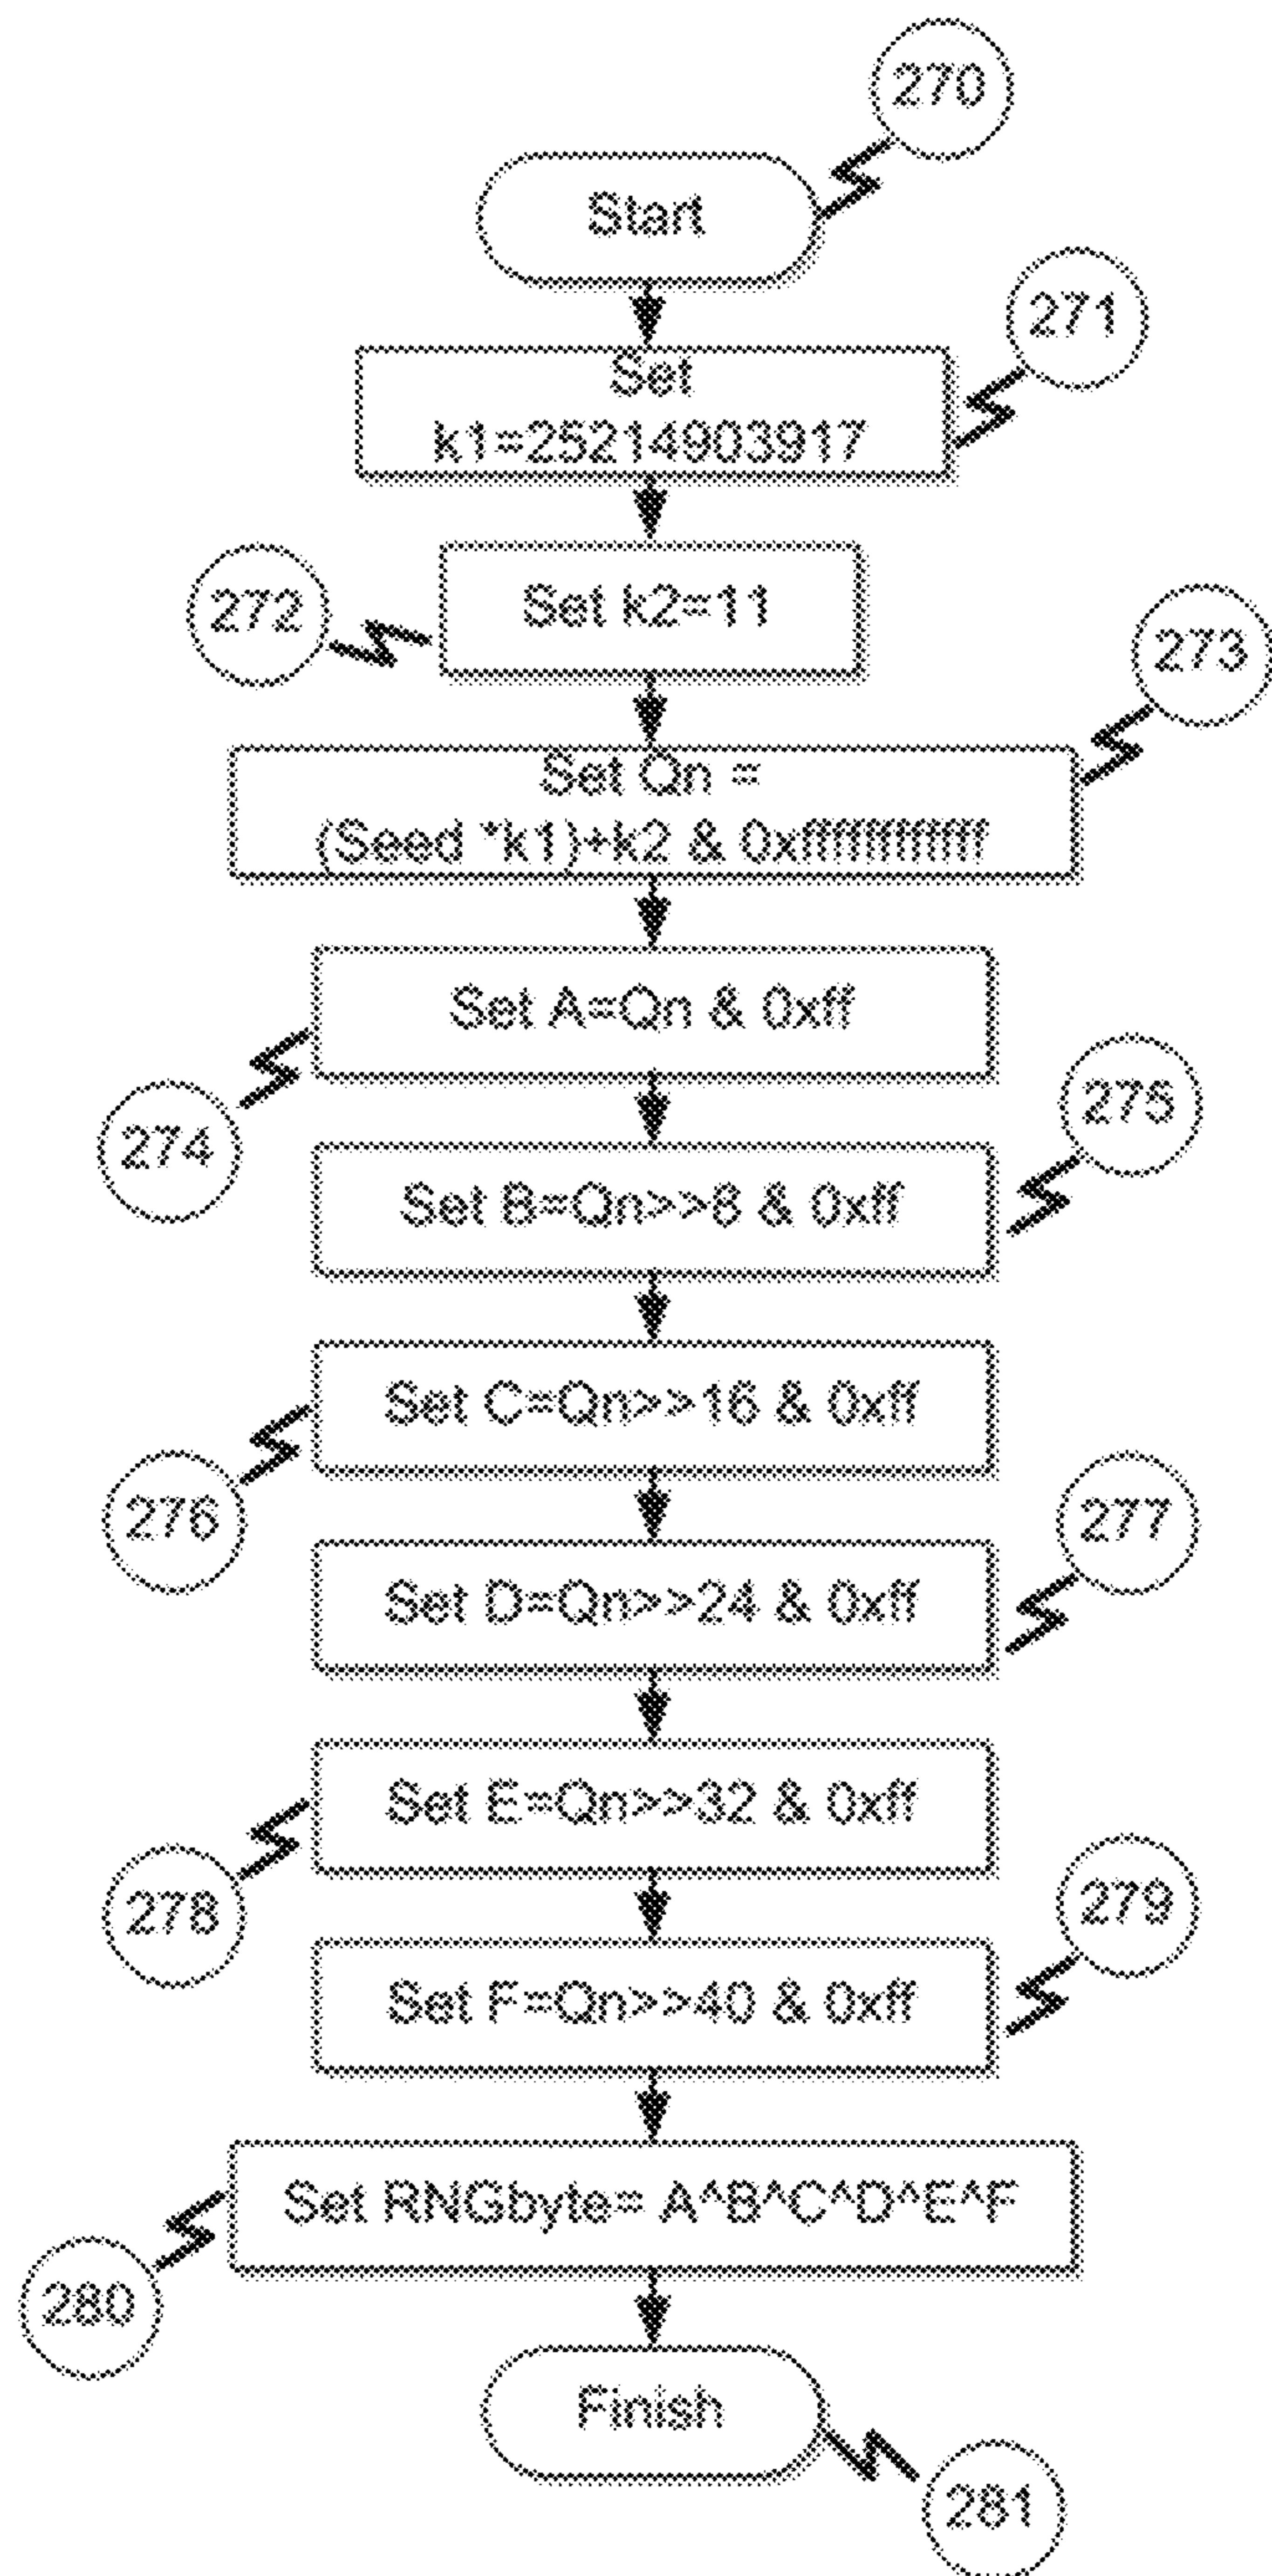 270
Start
271
Set
k1=25214903917
272
Set k2=11
273
Set Qn =
(Seed *k1)+k2 & 0xffffffffffff
Set A=Qn & 0xff
274
275
Set B=Qn>>8 & 0xff
Set C=Qn>>16 & 0xff
276
277
Set D=Qn>>24 & 0xff
Set E=Qn>>32 & 0xff
278
279
Set F=Qn>>40 & 0xff
Set RNGbyte= A^B^C^D^E^F
280
Finish
281